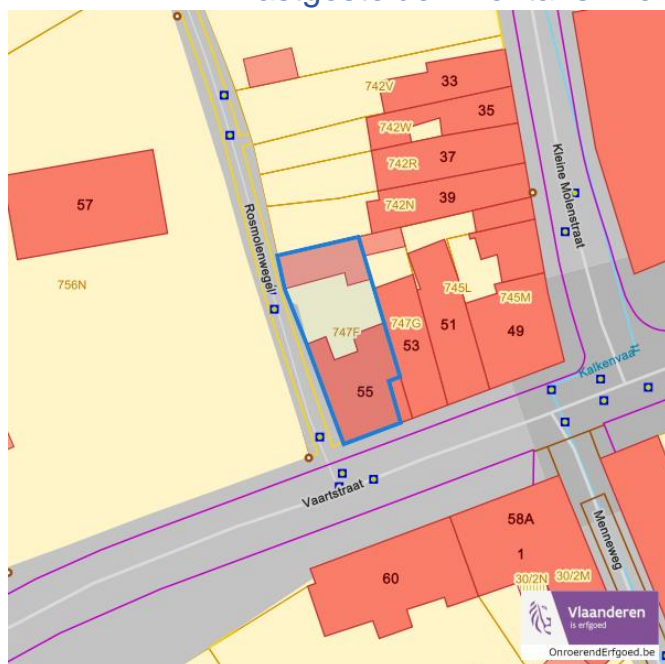 33
742V
742W
35
742R
37
742N
39
Kleine Molenstraat
57
Rosmolenwegel
756N
745L
745M
747F
747G
53
51
49
55
Kalkenvaa
Vaartstraat
Menneweg
58A
1
60
30/2N
30/2M
Vlaanderen
is erfgoed
OnroerendErfgoed.be